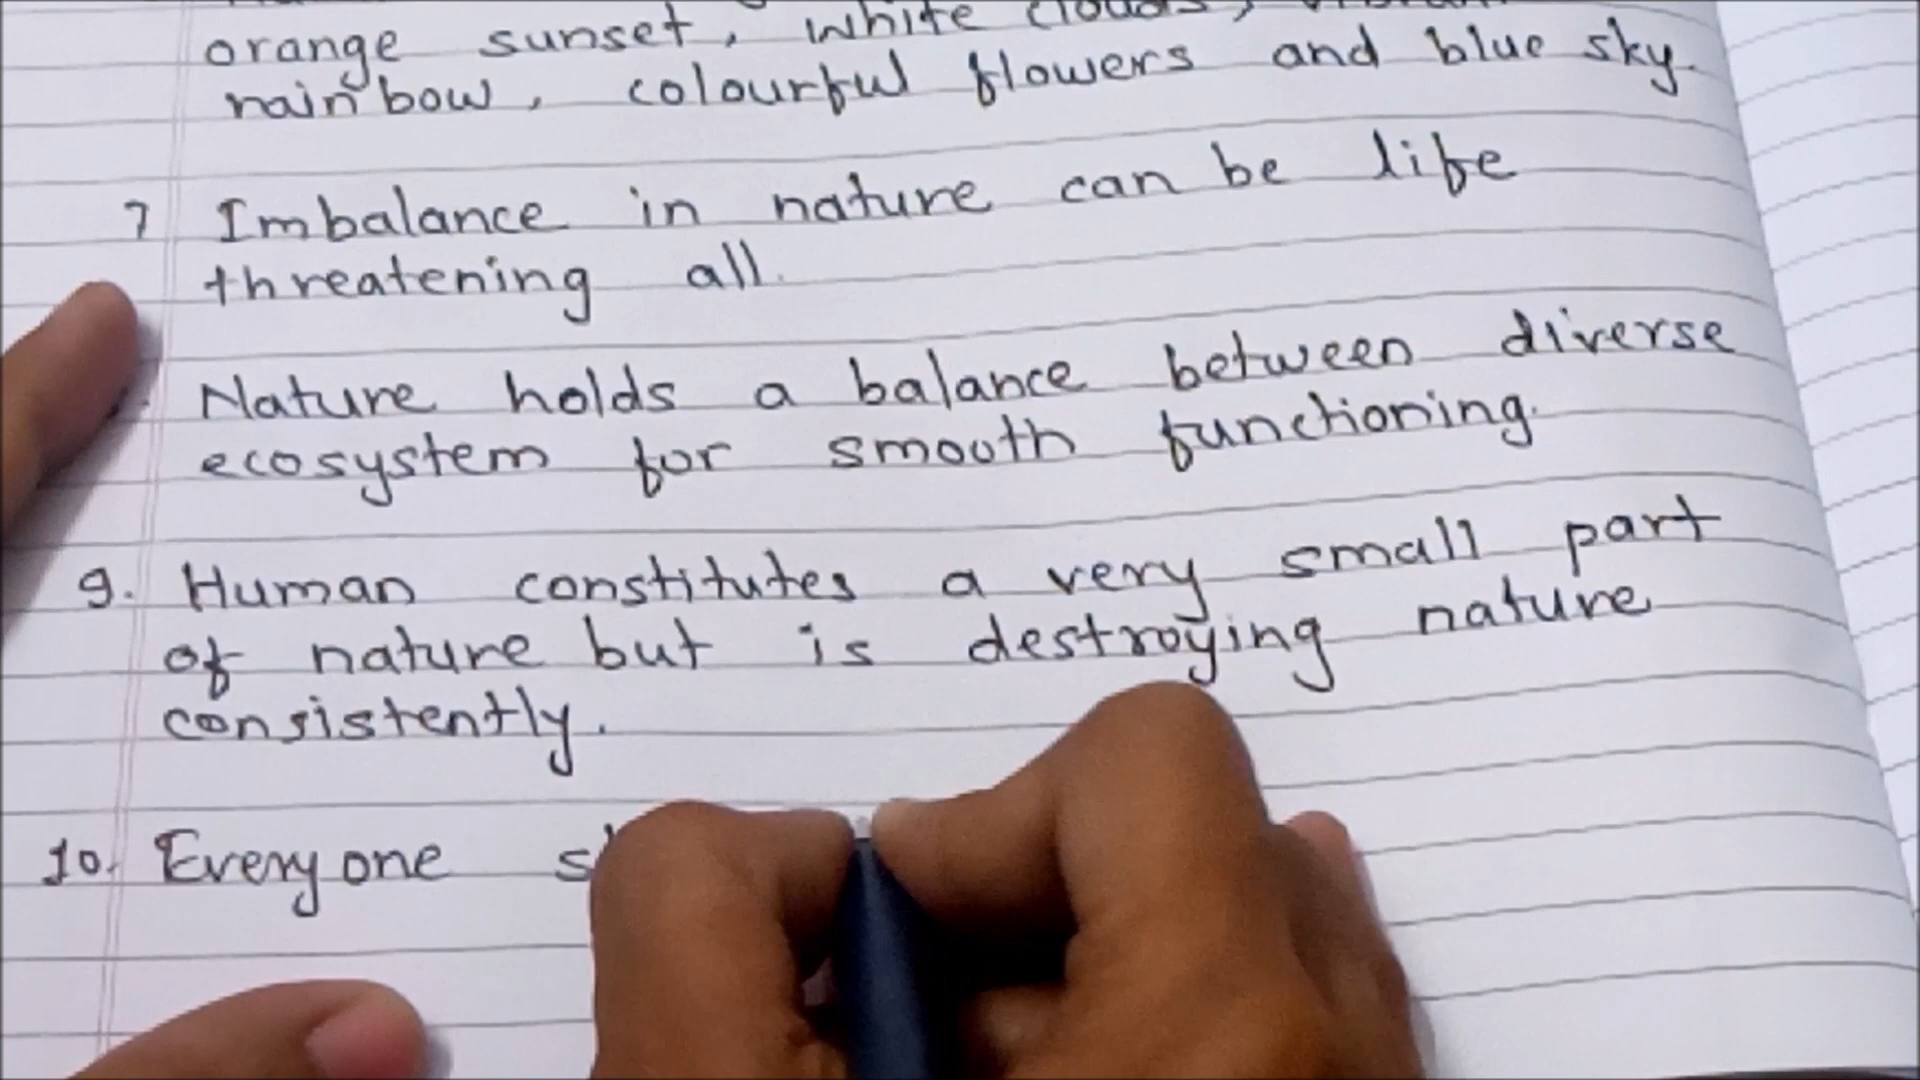 orange sunset, white clouds,
rainbow, colourful flowers and blue sky.
7 Imbalance in nature can be life
threatening all.
Nature holds a balance between diverse
ecosystem for smooth functioning.
9. Human constitutes a very small part
of nature but is destroying nature
consistently.
10. Everyone